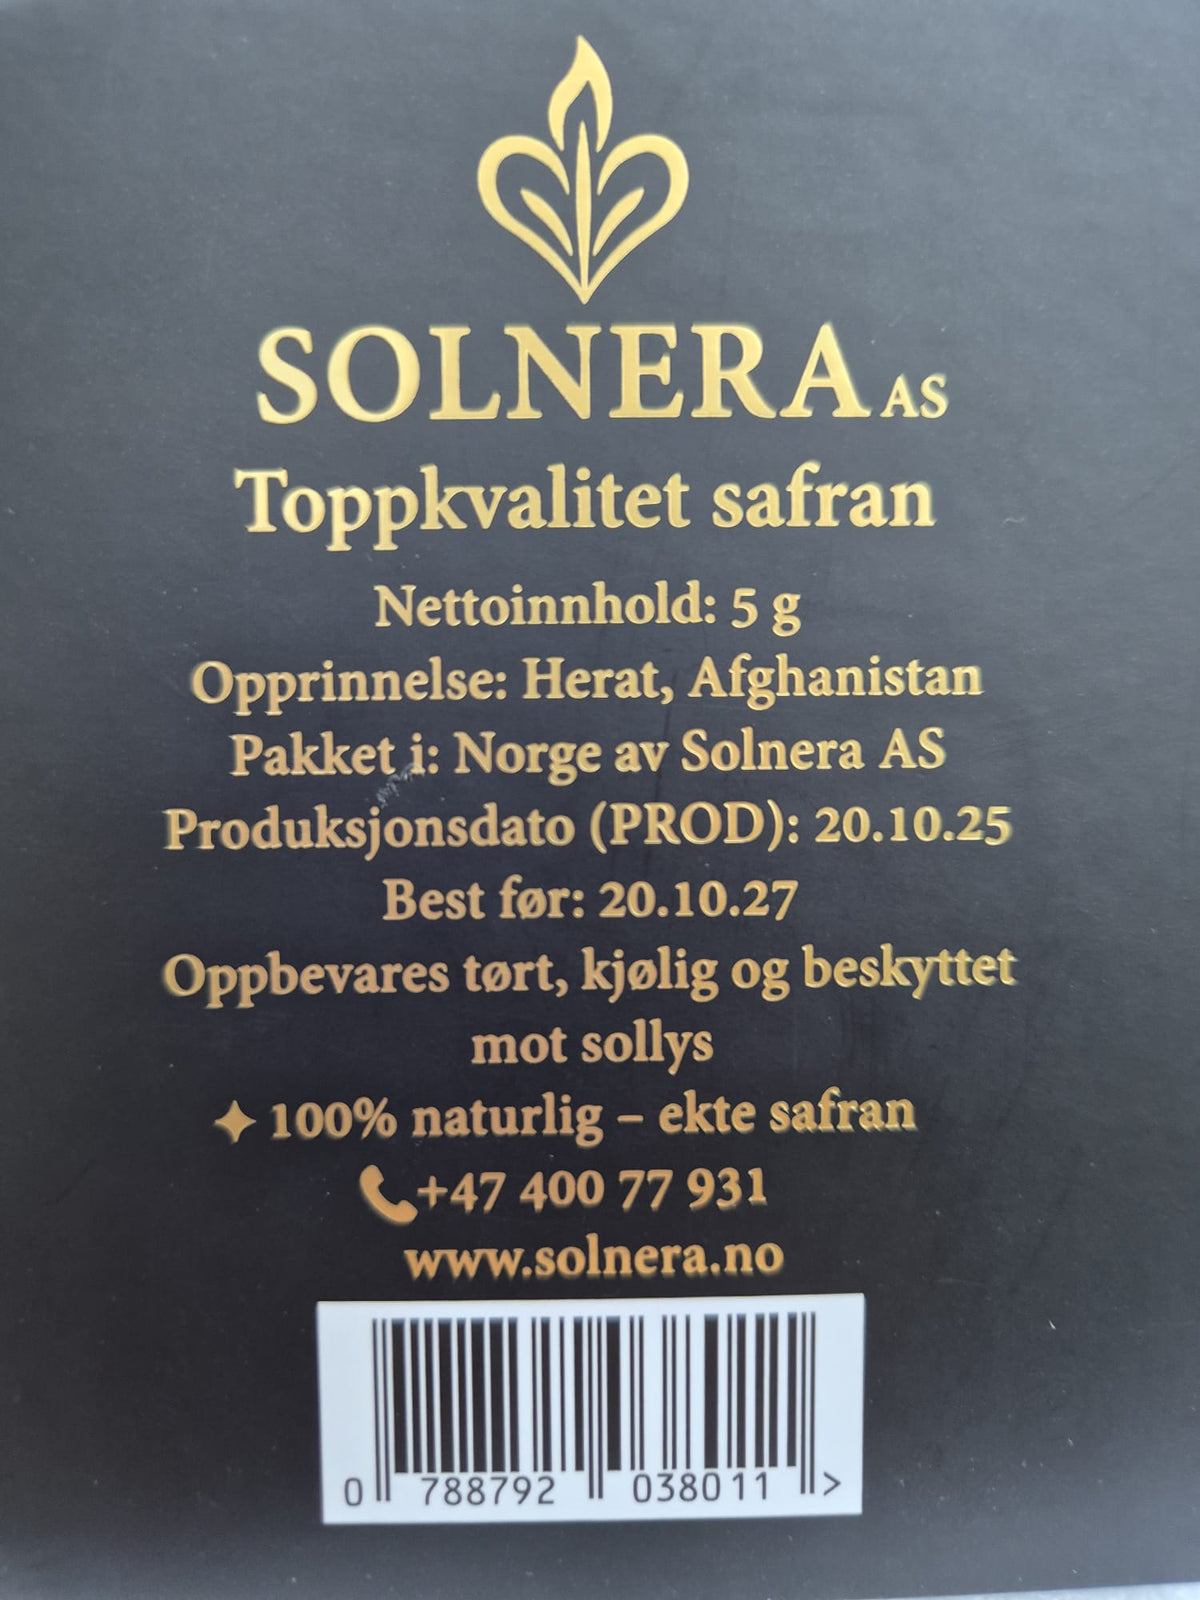 SOLNERA AS
Toppkvalitet safran
Nettoinnhold: 5 g
Opprinnelse: Herat, Afghanistan
Pakket i: Norge av Solnera AS
Produksjonsdato (PROD): 20.10.25
Best før: 20.10.27
Oppbevares tørt, kjølig og beskyttet
mot sollys
100% naturlig – ekte safran
+47 400 77 931
www.solnera.no
0 788792 038011 >